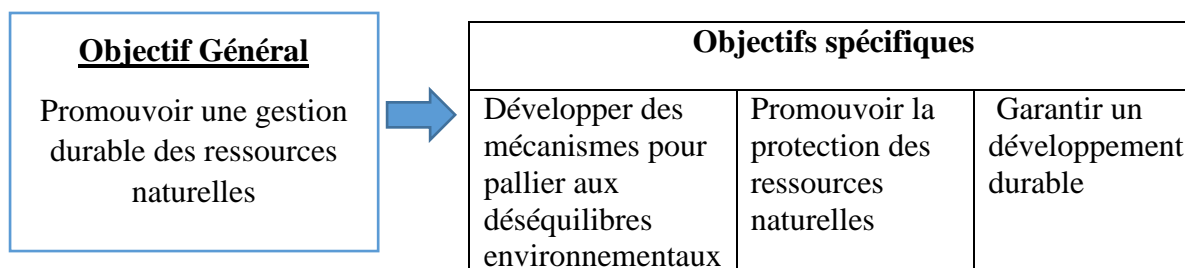 Objectif Général
Promouvoir une gestion
durable des ressources
naturelles
Objectifs spécifiques
Développer des
mécanismes pour
pallier aux
déséquilibres
environnementaux
Promouvoir la
protection des
ressources
naturelles
Garantir un
développement
durable